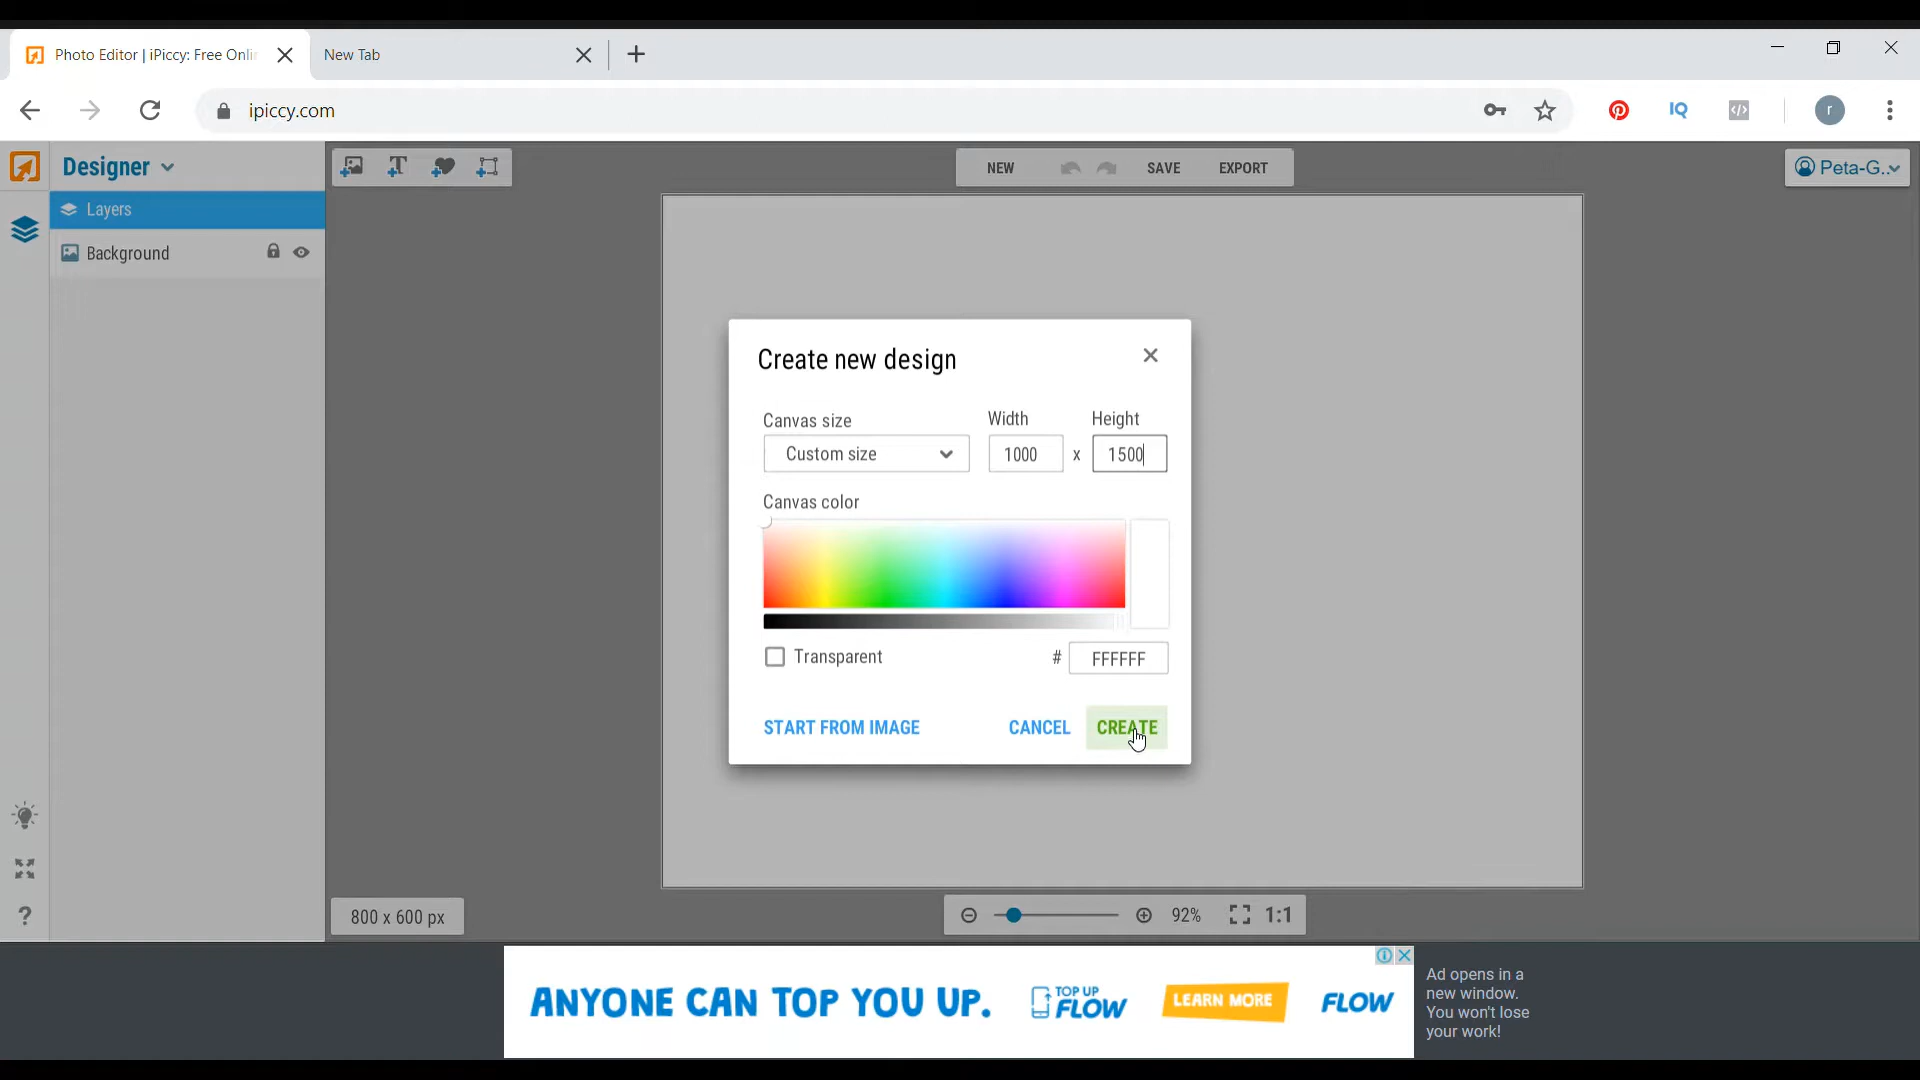 Photo Editor | iPiccy: Free Onli
New Tab
ipiccy.com
IQ
r
Designer
T
NEW
SAVE
EXPORT
Peta-G..
Layers
Background
Create new design
Canvas size
Width
Height
Custom size
1000
x
1500
Canvas color
Transparent
#
FFFFFF
START FROM IMAGE
CANCEL
CREATE
?
800 x 600 px
92%
1:1
ANYONE CAN TOP YOU UP.
TOP UP
FLOW
LEARN MORE
FLOW
Ad opens in a
new window.
You won't lose
your work!